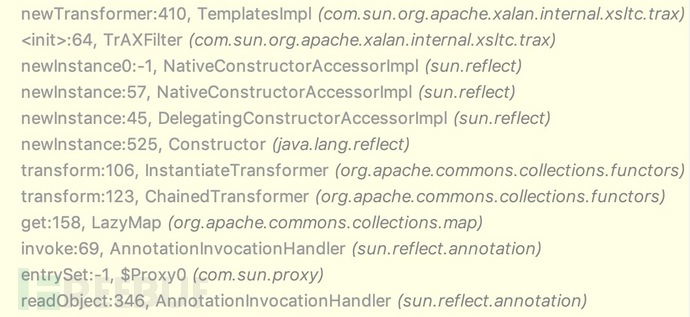 newTransformer:410, TemplatesImpl (com.sun.org.apache.xalan.internal.xsltc.trax)
<init>:64, TrAXFilter (com.sun.org.apache.xalan.internal.xsltc.trax)
newInstance0:-1, NativeConstructorAccessorImpl (sun.reflect)
newInstance:57, NativeConstructorAccessorImpl (sun.reflect)
newInstance:45, DelegatingConstructorAccessorImpl (sun.reflect)
newInstance:525, Constructor (java.lang.reflect)
transform:106, InstantiateTransformer (org.apache.commons.collections.functors)
transform:123, ChainedTransformer (org.apache.commons.collections.functors)
get:158, LazyMap (org.apache.commons.collections.map)
invoke:69, AnnotationInvocationHandler (sun.reflect.annotation)
entrySet:-1, $Proxy0 (com.sun.proxy)
readObject:346, AnnotationInvocationHandler (sun.reflect.annotation)